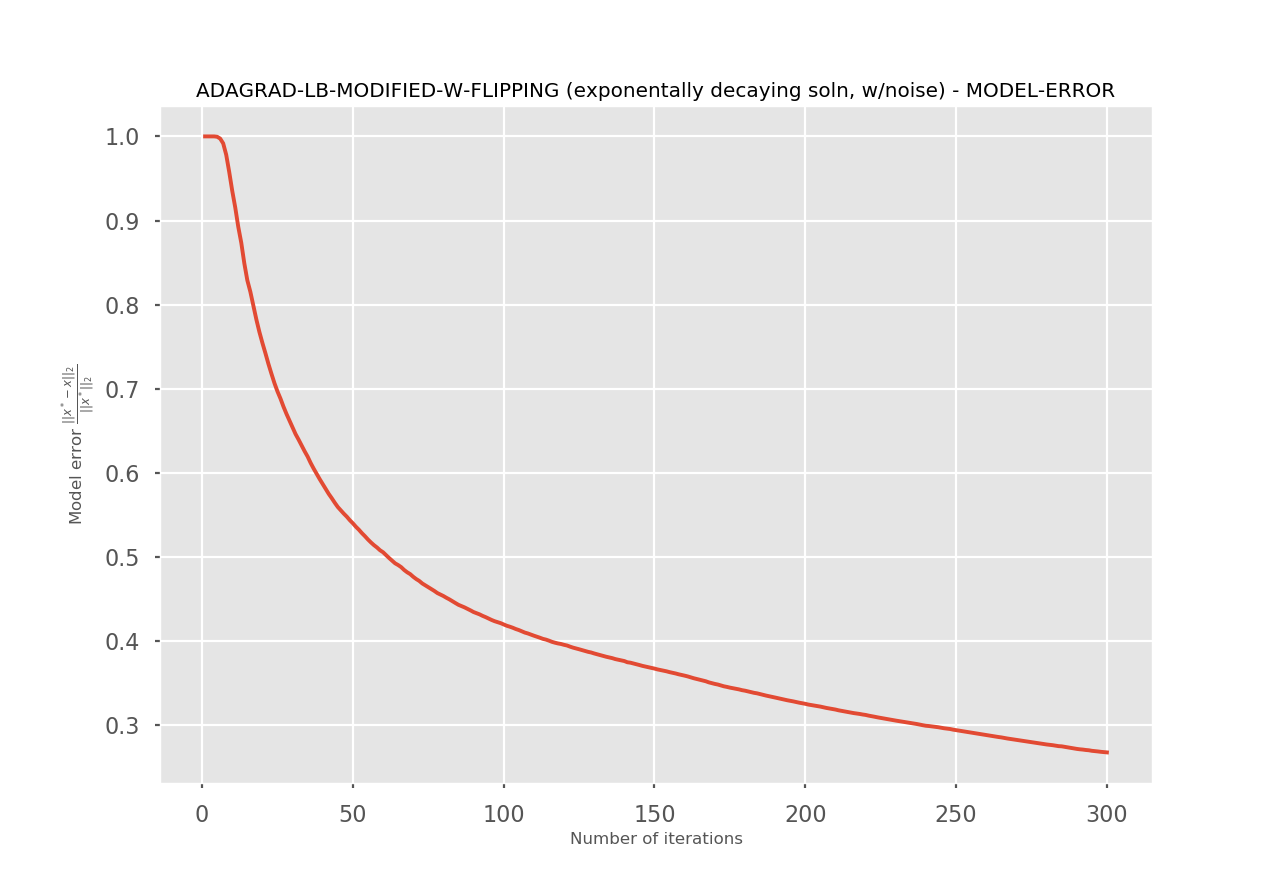 ADAGRAD-LB-MODIFIED-W-FLIPPING (exponentially decaying soln, w/noise) - MODEL-ERROR
1.0
0.9
0.8
0.7
0.6
0.5
0.4
0.3
Model error ||x* − x||₂ / ||x*||₂
0 50 100 150 200 250 300
Number of iterations